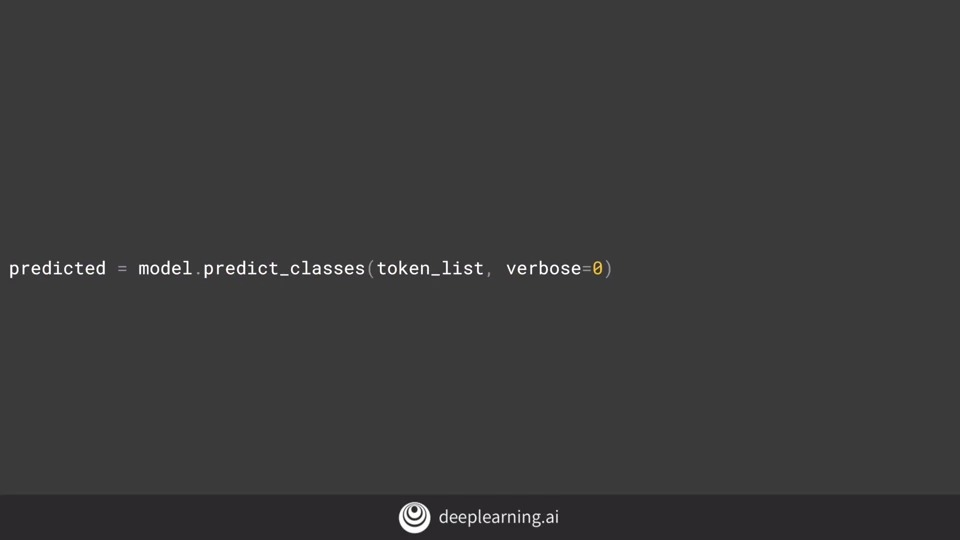 predicted = model.predict_classes(token_list, verbose=0)
deeplearning.ai